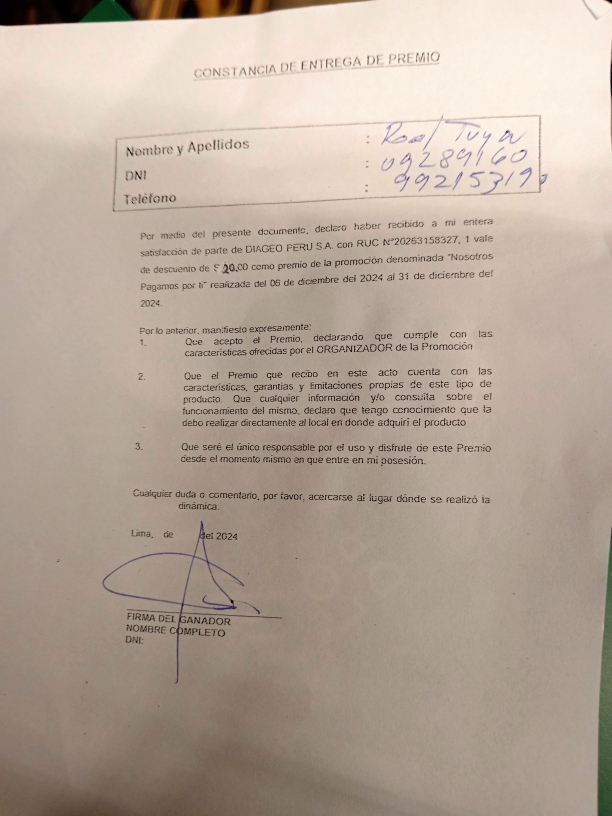 CONSTANCIA DE ENTREGA DE PREMIO
Nombre y Apellidos : Roel Tuya
DNI : 09289160
Teléfono : 992153190
Por medio del presente documento, declaro haber recibido a mi entera
satisfacción de parte de DIAGEO PERU S.A. con RUC N°20263158327, 1 vale
de descuento de S/ 20.00 como premio de la promoción denominada "Nosotros
Pagamos por ti" realizada del 06 de diciembre del 2024 al 31 de diciembre del
2024.
Por lo anterior, manifiesto expresamente:
1. Que acepto el Premio, declarando que cumple con las
características ofrecidas por el ORGANIZADOR de la Promoción
2. Que el Premio que recibo en este acto cuenta con las
características, garantías y limitaciones propias de este tipo de
producto. Que cualquier información y/o consulta sobre el
funcionamiento del mismo, declaro que tengo conocimiento que la
debo realizar directamente al local en donde adquirí el producto
3. Que seré el único responsable por el uso y disfrute de este Premio
desde el momento mismo en que entre en mi posesión.
Cualquier duda o comentario, por favor, acercarse al lugar dónde se realizó la
dinámica.
Lima, de del 2024
FIRMA DEL GANADOR
NOMBRE COMPLETO
DNI: